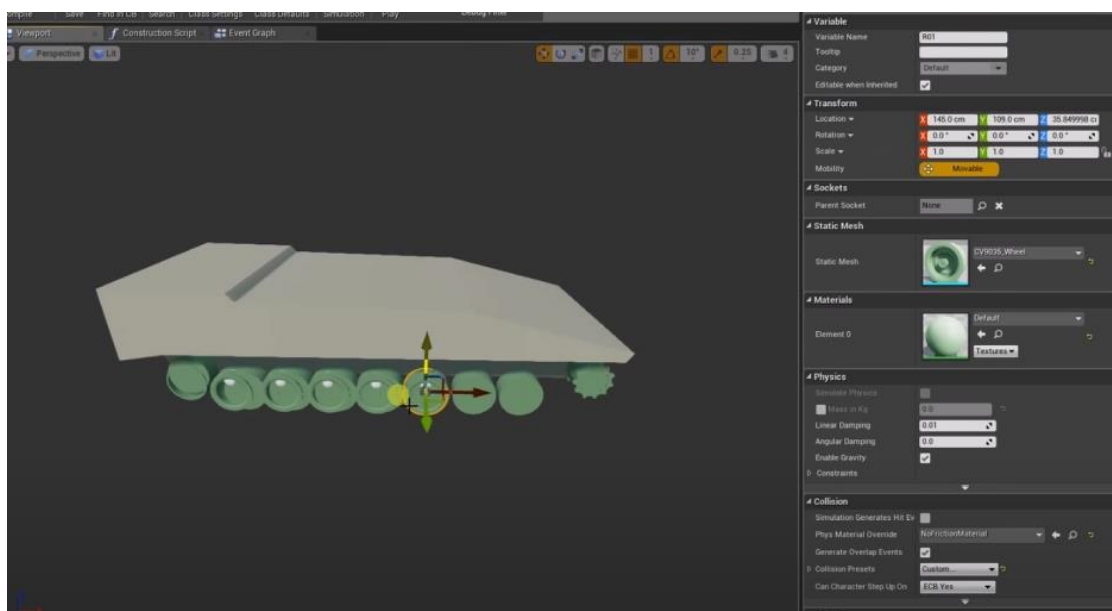 Save Find in CB Search Class Settings Class Defaults Simulation Play Debug Filter
Viewport Construction Script Event Graph
Perspective Lit 1 10° 0.25 4
Variable
Variable Name R01
Tooltip
Category Default
Editable when Inherited
Transform
Location X 145.0 cm Y 109.0 cm Z 35.849998 c
Rotation X 0.0° Y 0.0° Z 0.0°
Scale X 1.0 Y 1.0 Z 1.0
Mobility Movable
Sockets
Parent Socket None
Static Mesh
Static Mesh CV9035_Wheel
Materials
Element 0 Default
Textures
Physics
Simulate Physics
Mass in Kg 0.0
Linear Damping 0.01
Angular Damping 0.0
Enable Gravity
Constraints
Collision
Simulation Generates Hit Ev
Phys Material Override NoFrictionMaterial
Generate Overlap Events
Collision Presets Custom...
Can Character Step Up On ECB Yes